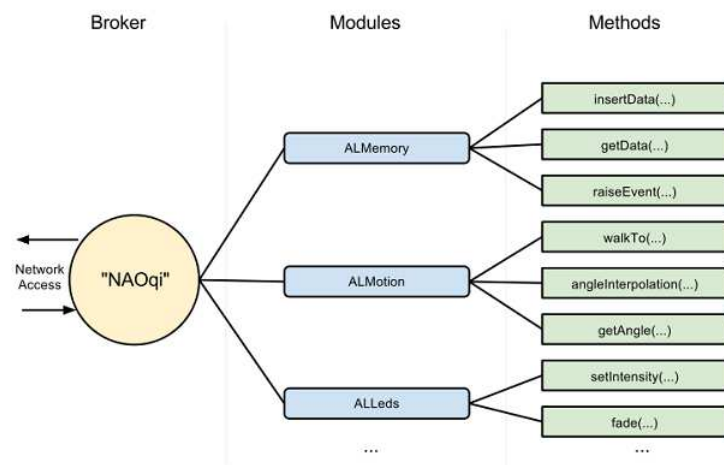 Broker
Modules
Methods
insertData(...)
ALMemory
getData(...)
raiseEvent(...)
walkTo(...)
Network
Access
"NAOqi"
ALMotion
angleInterpolation(...)
getAngle(...)
setIntensity(...)
ALLeds
fade(...)
...
...